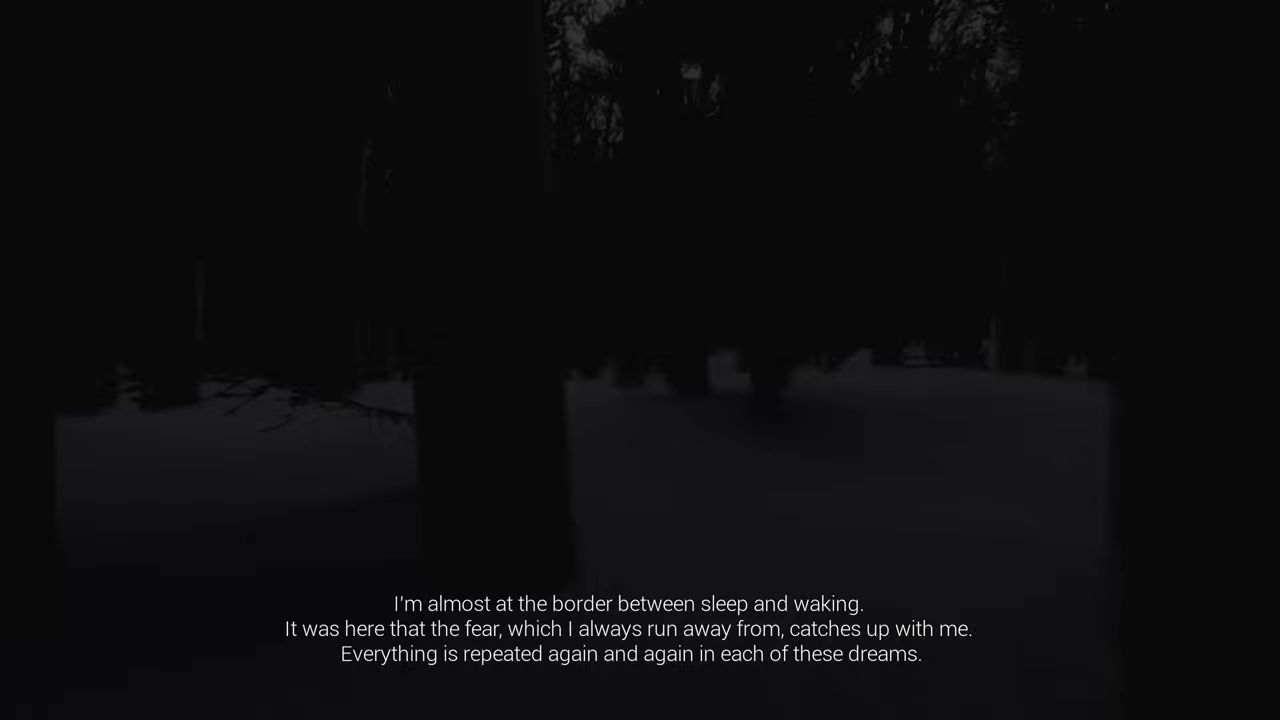 I'm almost at the border between sleep and waking.
It was here that the fear, which I always run away from, catches up with me.
Everything is repeated again and again in each of these dreams.